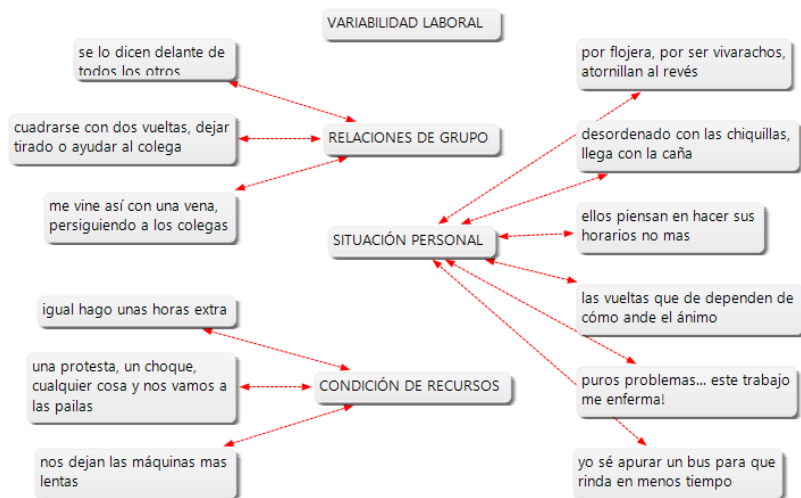 VARIABILIDAD LABORAL
se lo dicen delante de
todos los otros
cuadrarse con dos vueltas, dejar
tirado o ayudar al colega
me vine así con una vena,
persiguiendo a los colegas
RELACIONES DE GRUPO
por flojera, por ser vivarachos,
atornillan al revés
desordenado con las chiquillas,
llega con la caña
ellos piensan en hacer sus
horarios no mas
SITUACIÓN PERSONAL
las vueltas que de dependen de
cómo ande el ánimo
puros problemas... este trabajo
me enferma!
yo sé apurar un bus para que
rinda en menos tiempo
igual hago unas horas extra
una protesta, un choque,
cualquier cosa y nos vamos a
las pailas
CONDICIÓN DE RECURSOS
nos dejan las máquinas mas
lentas